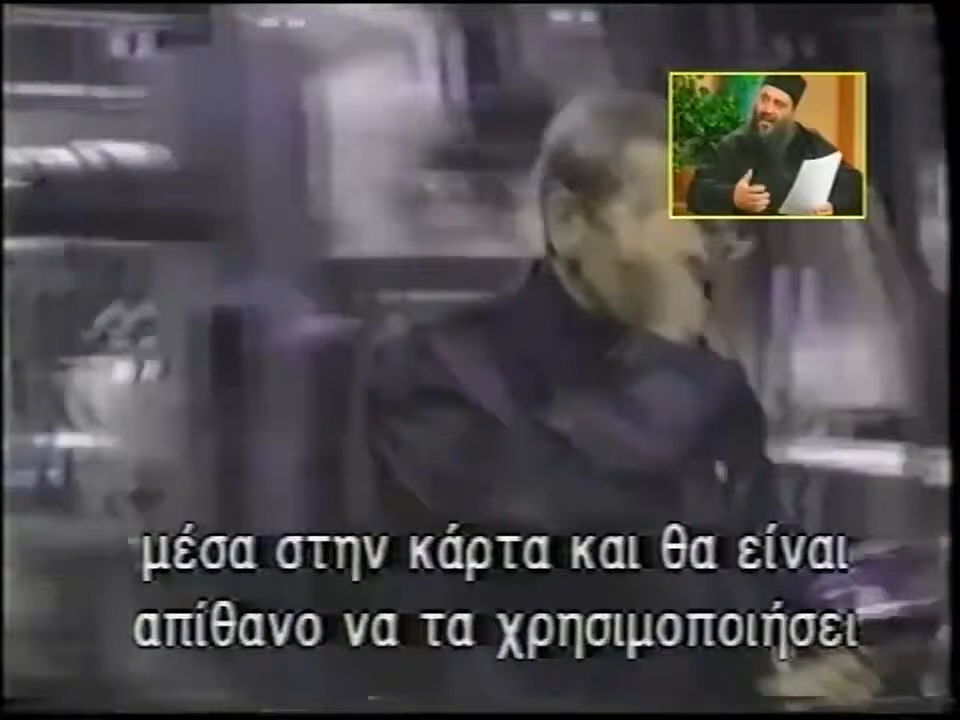 μέσα στην κάρτα και θα είναι
απίθανο να τα χρησιμοποιήσει